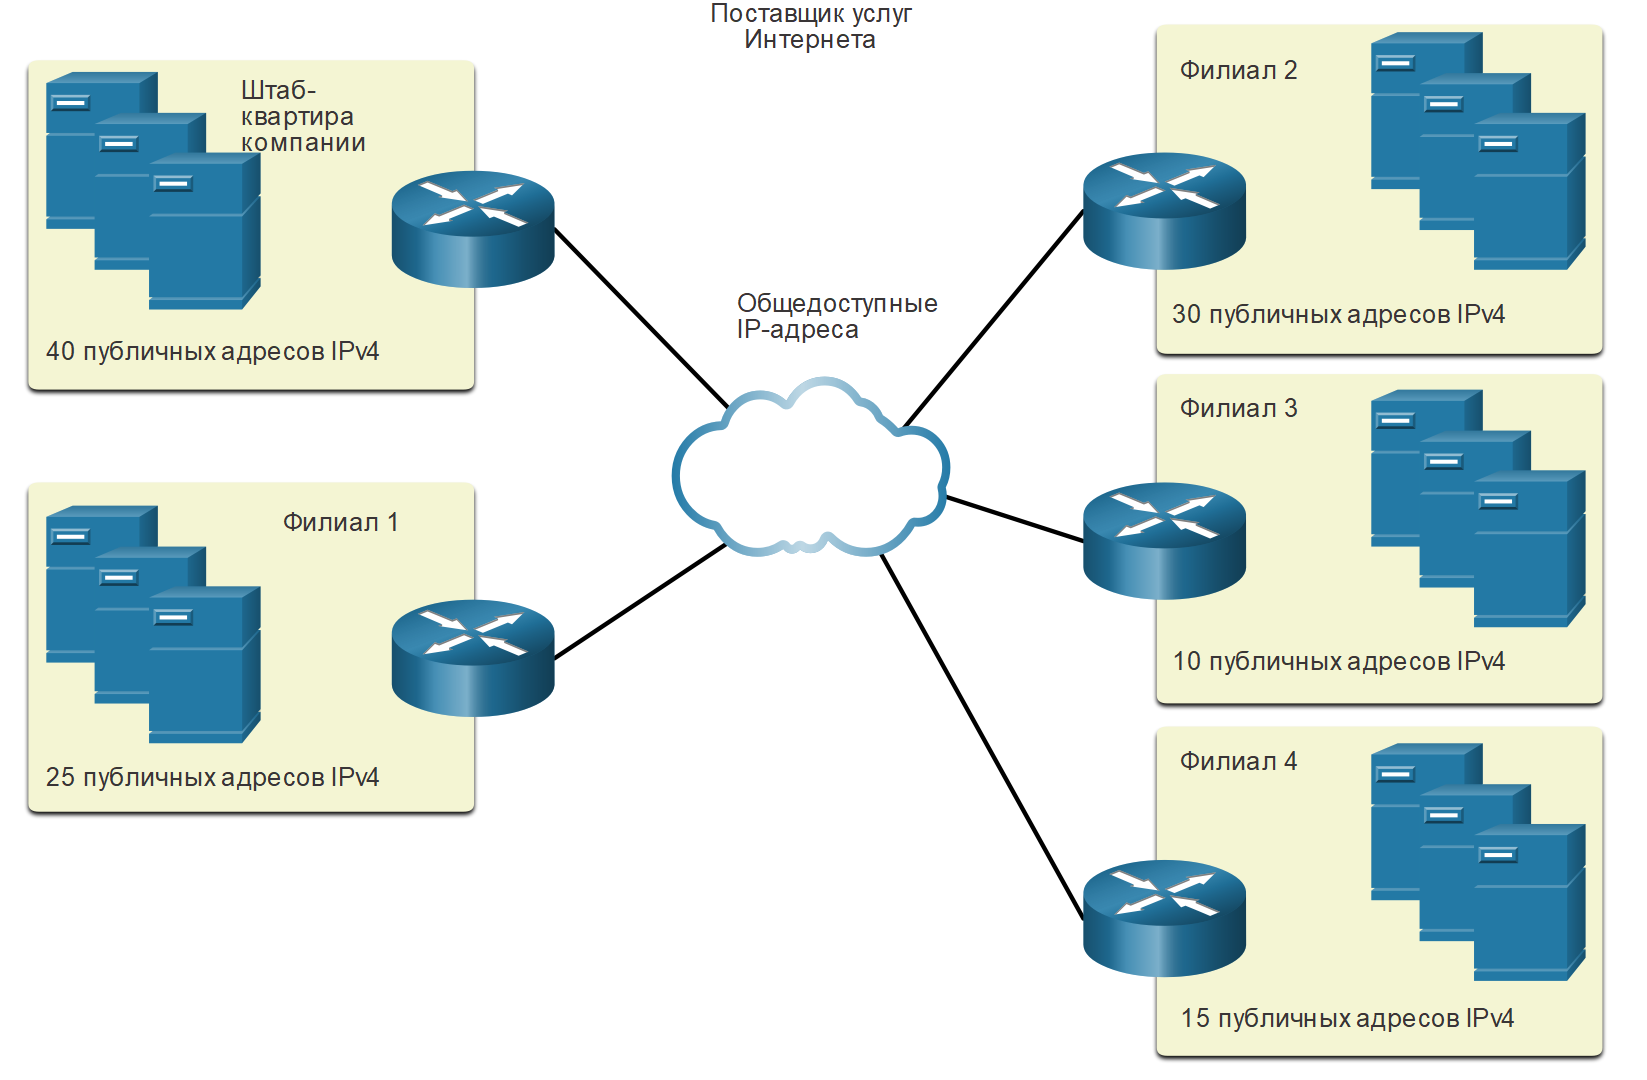 Поставщик услуг
Интернета
Штаб-
квартира
компании
40 публичных адресов IPv4
Филиал 1
25 публичных адресов IPv4
Общедоступные
IP-адреса
Филиал 2
30 публичных адресов IPv4
Филиал 3
10 публичных адресов IPv4
Филиал 4
15 публичных адресов IPv4